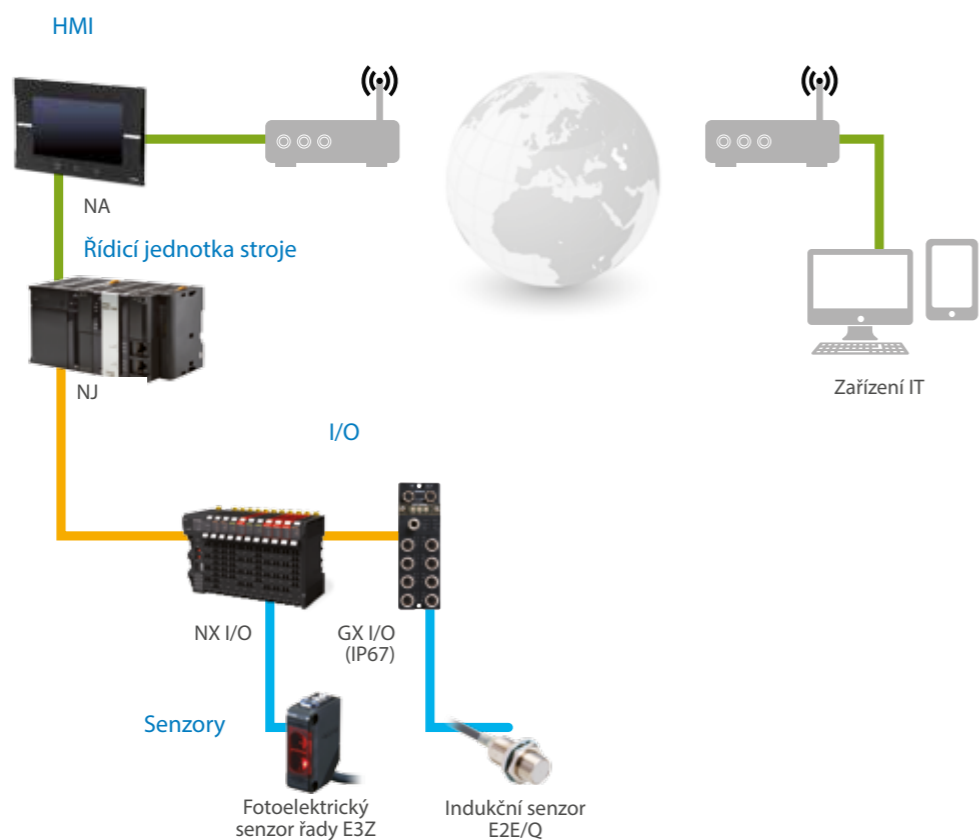 HMI
NA
Řídicí jednotka stroje
NJ
Zařízení IT
I/O
NX I/O
GX I/O
(IP67)
Senzory
Fotoelektrický
senzor řady E3Z
Indukční senzor
E2E/Q